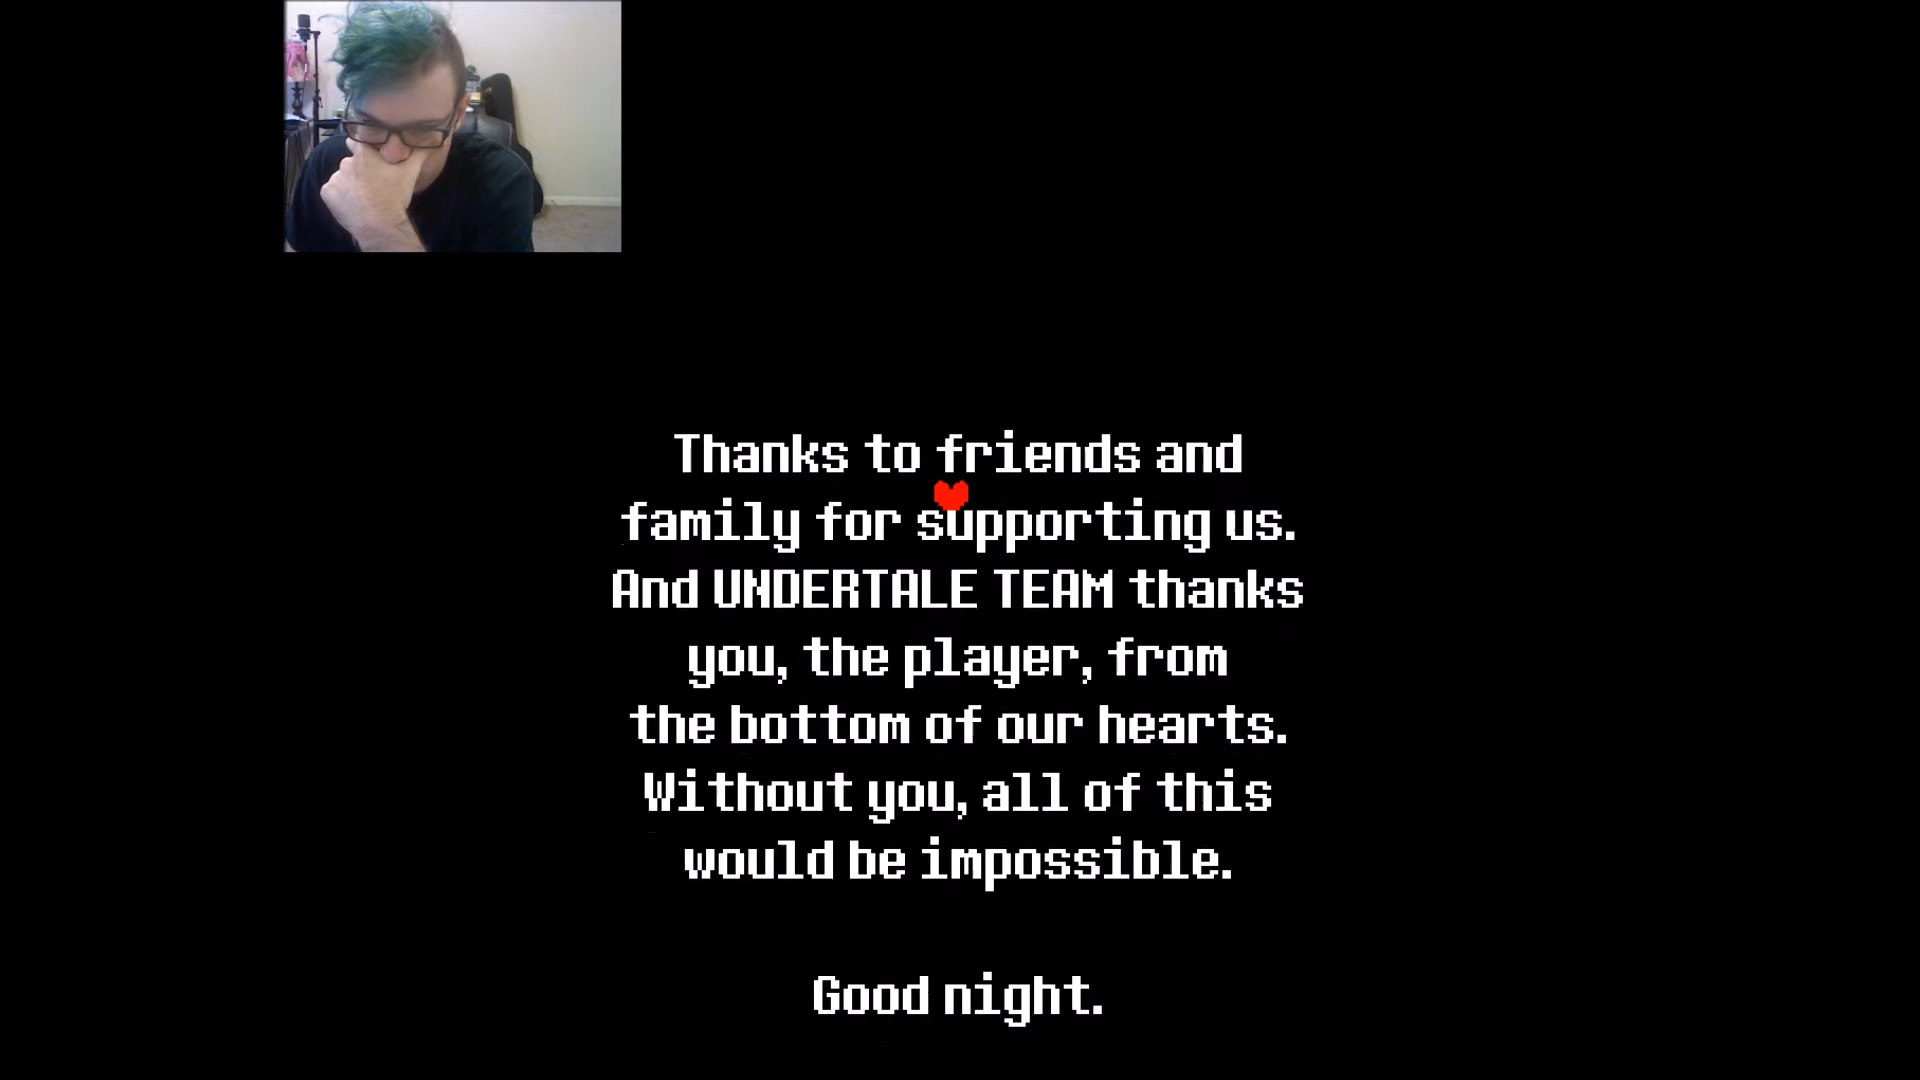 Thanks to friends and
family for supporting us.
And UNDERTALE TEAM thanks
you, the player, from
the bottom of our hearts.
Without you, all of this
would be impossible.
Good night.